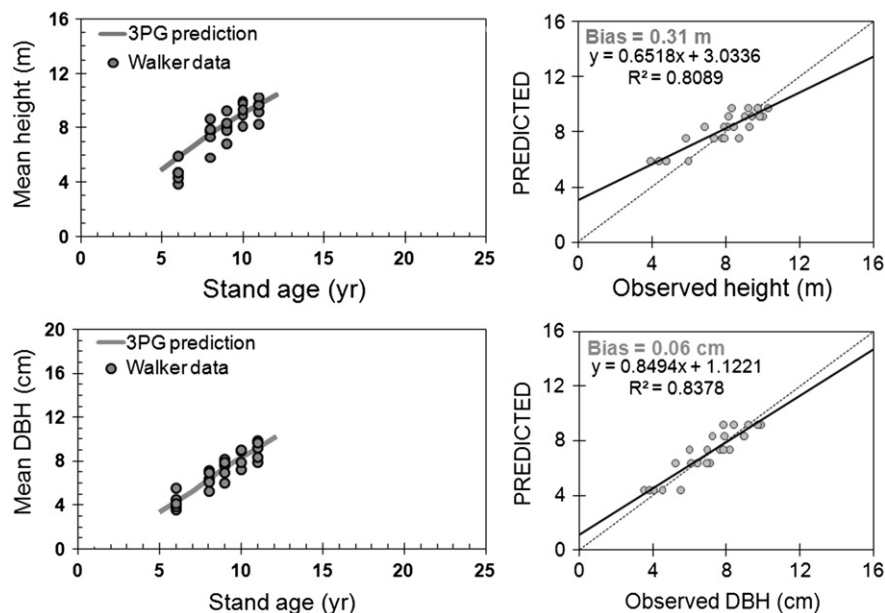 16
12
8
4
0
Mean height (m)
3PG prediction
Walker data
0
5
10
15
20
25
Stand age (yr)
16
12
8
4
0
PREDICTED
Bias = 0.31 m
y = 0.6518x + 3.0336
R² = 0.8089
0
4
8
12
16
Observed height (m)
20
16
12
8
4
0
Mean DBH (cm)
3PG prediction
Walker data
0
5
10
15
20
25
Stand age (yr)
16
12
8
4
0
PREDICTED
Bias = 0.06 cm
y = 0.8494x + 1.1221
R² = 0.8378
0
4
8
12
16
Observed DBH (cm)